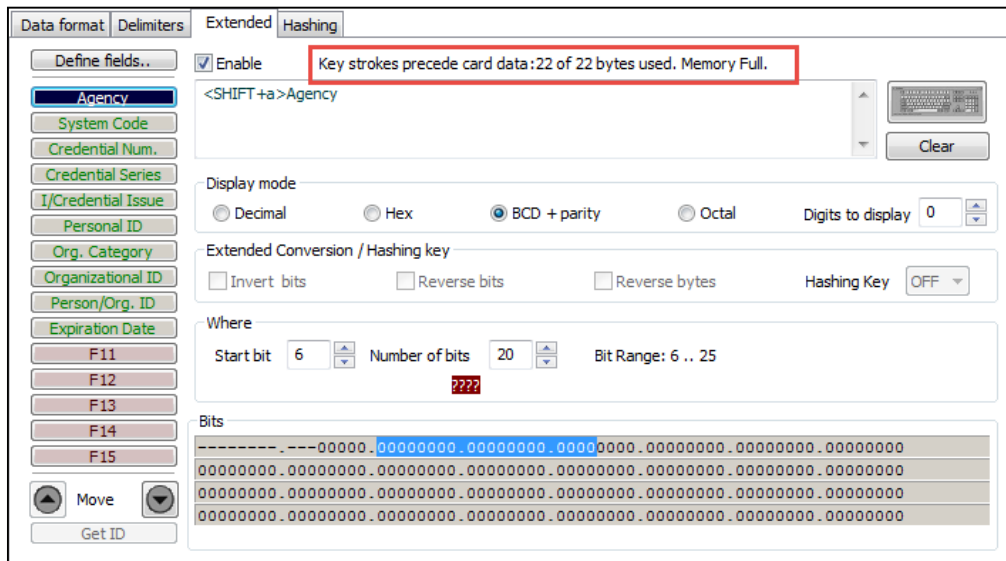 Data format Delimiters Extended Hashing
Define fields..
Enable Key strokes precede card data:22 of 22 bytes used. Memory Full.
Agency
System Code
Credential Num.
Credential Series
I/Credential Issue
Personal ID
Org. Category
Organizational ID
Person/Org. ID
Expiration Date
F11
F12
F13
F14
F15
Move
Get ID
<SHIFT+a>Agency
Clear
Display mode
Decimal Hex BCD + parity Octal Digits to display 0
Extended Conversion / Hashing key
Invert bits Reverse bits Reverse bytes Hashing Key OFF
Where
Start bit 6 Number of bits 20 Bit Range: 6 .. 25
????
Bits
--------.---00000.00000000.00000000.00000000.00000000.00000000.00000000
00000000.00000000.00000000.00000000.00000000.00000000.00000000.00000000
00000000.00000000.00000000.00000000.00000000.00000000.00000000.00000000
00000000.00000000.00000000.00000000.00000000.00000000.00000000.00000000